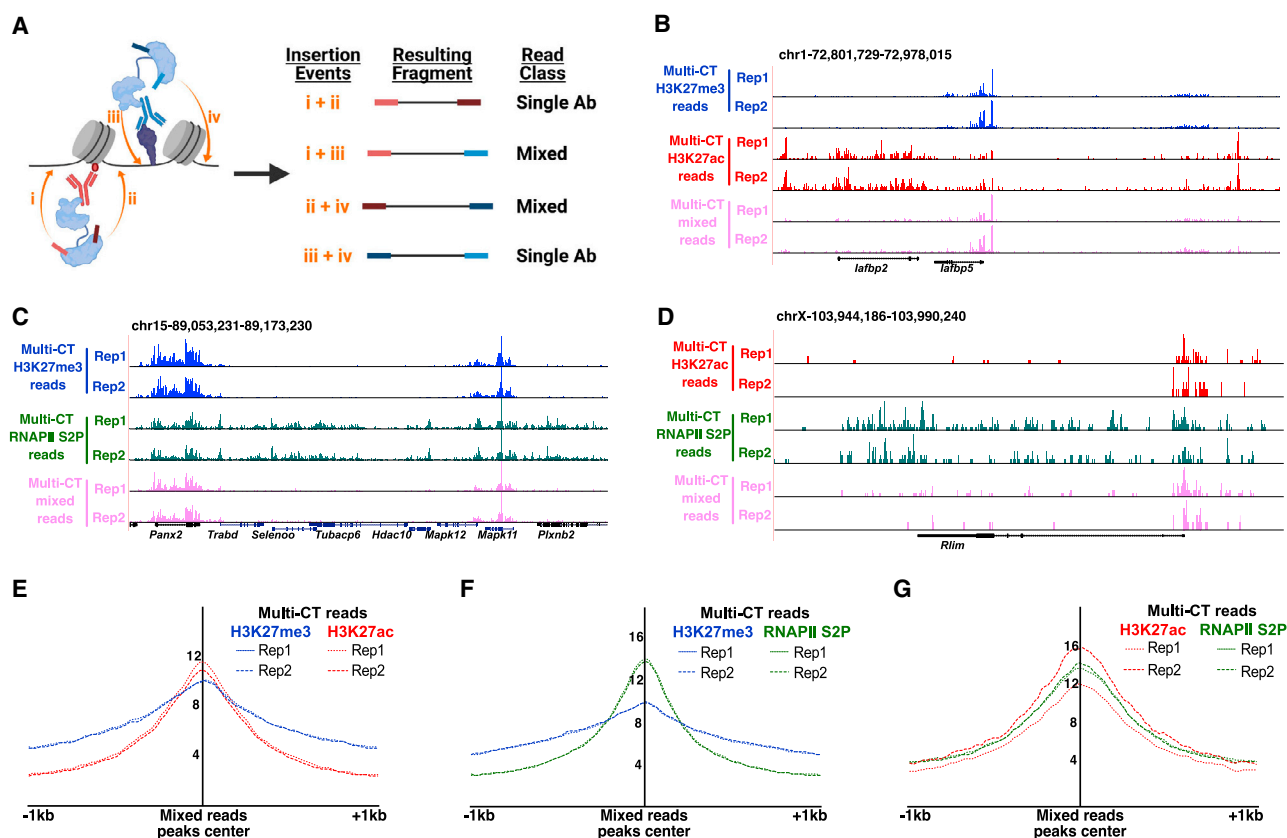 A
Insertion Events
Resulting Fragment
Read Class
i + ii
Single Ab
i + iii
Mixed
ii + iv
Mixed
iii + iv
Single Ab
iii
iv
i
ii
B
chr1-72,801,729-72,978,015
Multi-CT
H3K27me3
reads
Rep1
Rep2
Multi-CT
H3K27ac
reads
Rep1
Rep2
Multi-CT
mixed
reads
Rep1
Rep2
Iafbp2
Iafbp5
C
chr15-89,053,231-89,173,230
Multi-CT
H3K27me3
reads
Rep1
Rep2
Multi-CT
RNAPII S2P
reads
Rep1
Rep2
Multi-CT
mixed
reads
Rep1
Rep2
Panx2
Trabd
Selenoo
Tubacp6
Hdac10
Mapk12
Mapk11
Plxnb2
D
chrX-103,944,186-103,990,240
Multi-CT
H3K27ac
reads
Rep1
Rep2
Multi-CT
RNAPII S2P
reads
Rep1
Rep2
Multi-CT
mixed
reads
Rep1
Rep2
Rlim
E
Multi-CT reads
H3K27me3 H3K27ac
Rep1 Rep1
Rep2 Rep2
12
8
4
-1kb
Mixed reads
peaks center
+1kb
F
Multi-CT reads
H3K27me3 RNAPII S2P
Rep1 Rep1
Rep2 Rep2
16
12
8
4
-1kb
Mixed reads
peaks center
+1kb
G
Multi-CT reads
H3K27ac RNAPII S2P
Rep1 Rep1
Rep2 Rep2
16
12
8
4
-1kb
Mixed reads
peaks center
+1kb